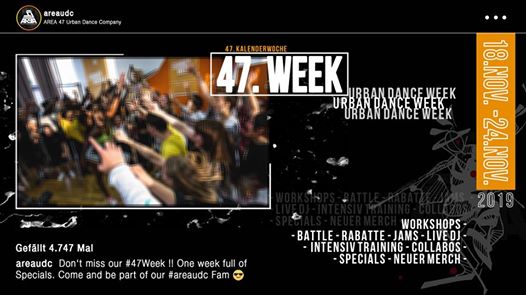 areaudc
AREA 47 Urban Dance Company
47. KALENDERWOCHE
47. WEEK
URBAN DANCE WEEK
URBAN DANCE WEEK
URBAN DANCE WEEK
18.NOV. - 24.NOV.
2019
WORKSHOPS - BATTLE - RABATTE - JAMS -
LIVE DJ - INTENSIV TRAINING - COLLABOS -
SPECIALS - NEUER MERCH -
WORKSHOPS -
- BATTLE - RABATTE - JAMS - LIVE DJ -
- INTENSIV TRAINING - COLLABOS -
- SPECIALS - NEUER MERCH -
Gefällt 4.747 Mal
areaudc Don't miss our #47Week !! One week full of
Specials. Come and be part of our #areaudc Fam 😎